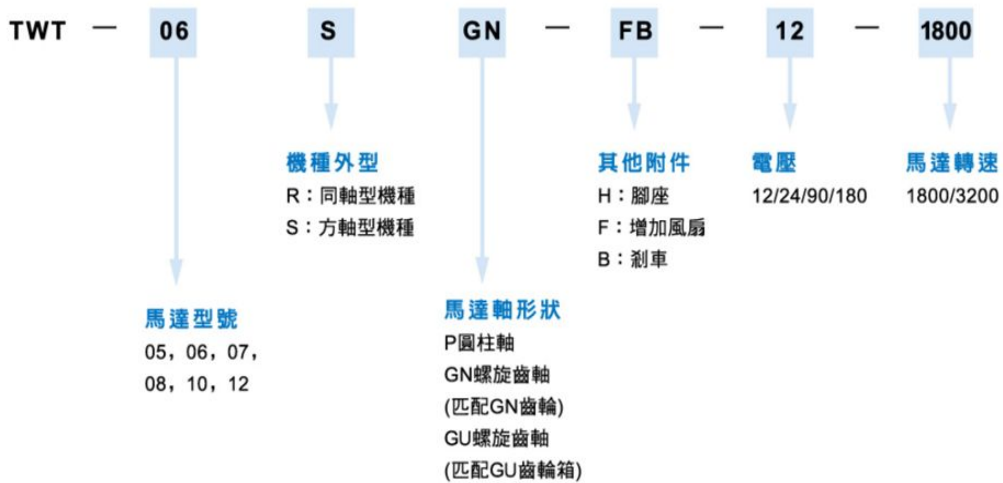 TWT — 06 S GN — FB — 12 — 1800
機種外型
R：同軸型機種
S：方軸型機種
其他附件
H：腳座
F：增加風扇
B：剎車
電壓
12/24/90/180
馬達轉速
1800/3200
馬達型號
05，06，07，
08，10，12
馬達軸形狀
P圓柱軸
GN螺旋齒軸
(匹配GN齒輪)
GU螺旋齒軸
(匹配GU齒輪箱)